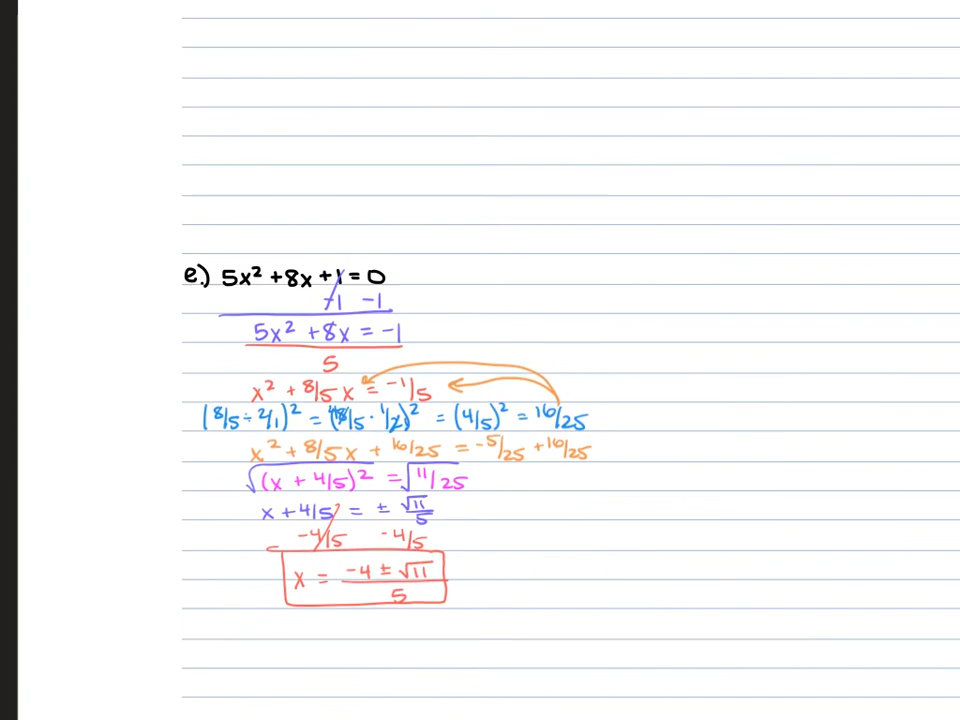 e.) 5x² + 8x + 1 = 0
-1 -1
5x² + 8x = -1
5
x² + 8/5 x = -1/5
(8/5 ÷ 2/1)² = (48/5 · 1/2)² = (4/5)² = 16/25
x² + 8/5x + 16/25 = -5/25 + 16/25
√(x + 4/5)² = √11/25
x + 4/5 = ± √11/5
-4/5 -4/5
x = -4 ± √11
5